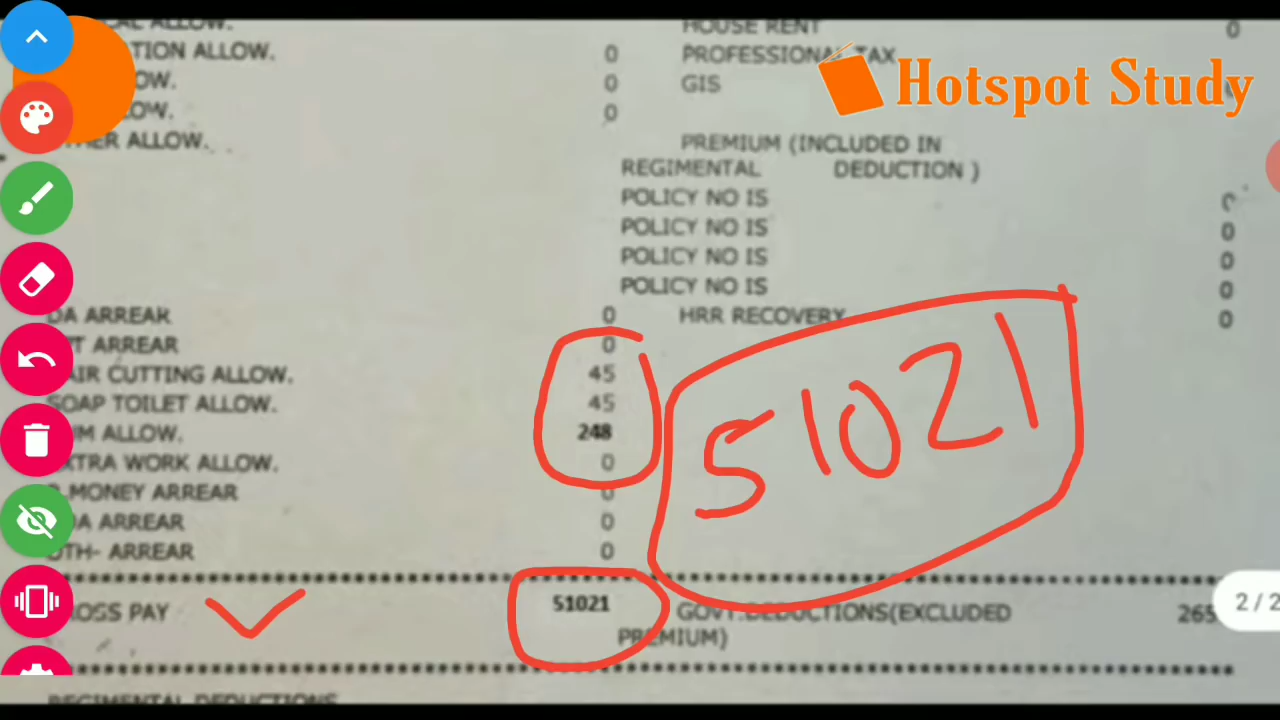 HOUSE RENT 0
TION ALLOW. 0 PROFESSIONAL TAX
OW. 0 GIS
LOW. 0
ER ALLOW. PREMIUM (INCLUDED IN
REGIMENTAL DEDUCTION )
POLICY NO IS
POLICY NO IS 0
POLICY NO IS 0
POLICY NO IS 0
DA ARREAR 0 HRR RECOVERY 0
T ARREAR 0
AIR CUTTING ALLOW. 45
SOAP TOILET ALLOW. 45
M ALLOW. 248
XTRA WORK ALLOW. 0
MONEY ARREAR 0
A ARREAR 0
OTH- ARREAR 0
OSS PAY 51021 GOVT.DEDUCTIONS(EXCLUDED 265
PREMIUM)
REGIMENTAL DEDUCTIONS
51021
Hotspot Study
2 / 2